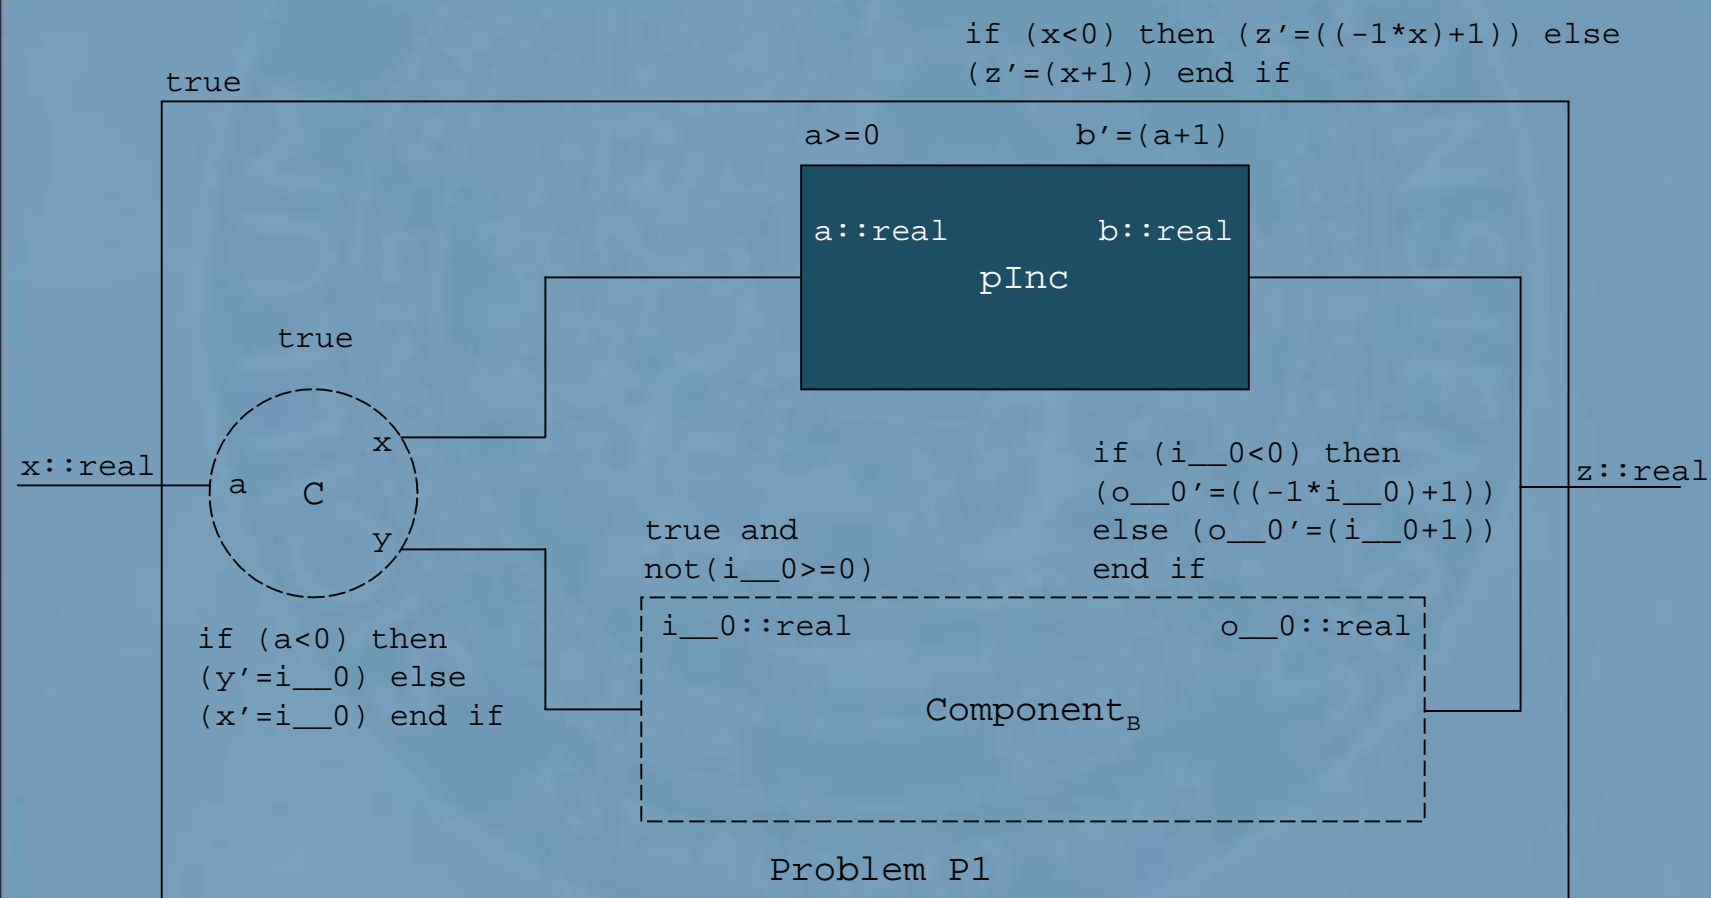 if (x<0) then (z′=((-1*x)+1)) else
(z′=(x+1)) end if
true
a>=0
b′=(a+1)
a::real
b::real
pInc
true
x
x::real
a
C
y
z::real
if (i__0<0) then
(o__0′=((-1*i__0)+1))
else (o__0′=(i__0+1))
end if
true and
not(i__0>=0)
i__0::real
o__0::real
if (a<0) then
(y′=i__0) else
(x′=i__0) end if
Component_B
Problem P1